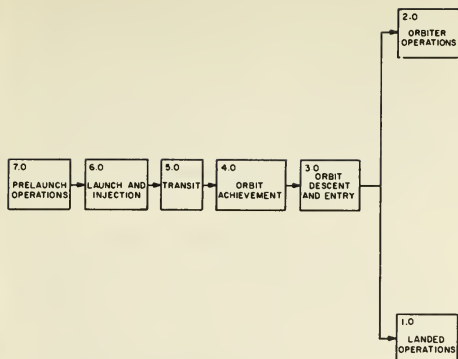 2.0
ORBITER
OPERATIONS
7.0
PRELAUNCH
OPERATIONS
6.0
LAUNCH AND
INJECTION
5.0
TRANSIT
4.0
ORBIT
ACHIEVEMENT
3.0
ORBIT
DESCENT
AND ENTRY
1.0
LANDED
OPERATIONS